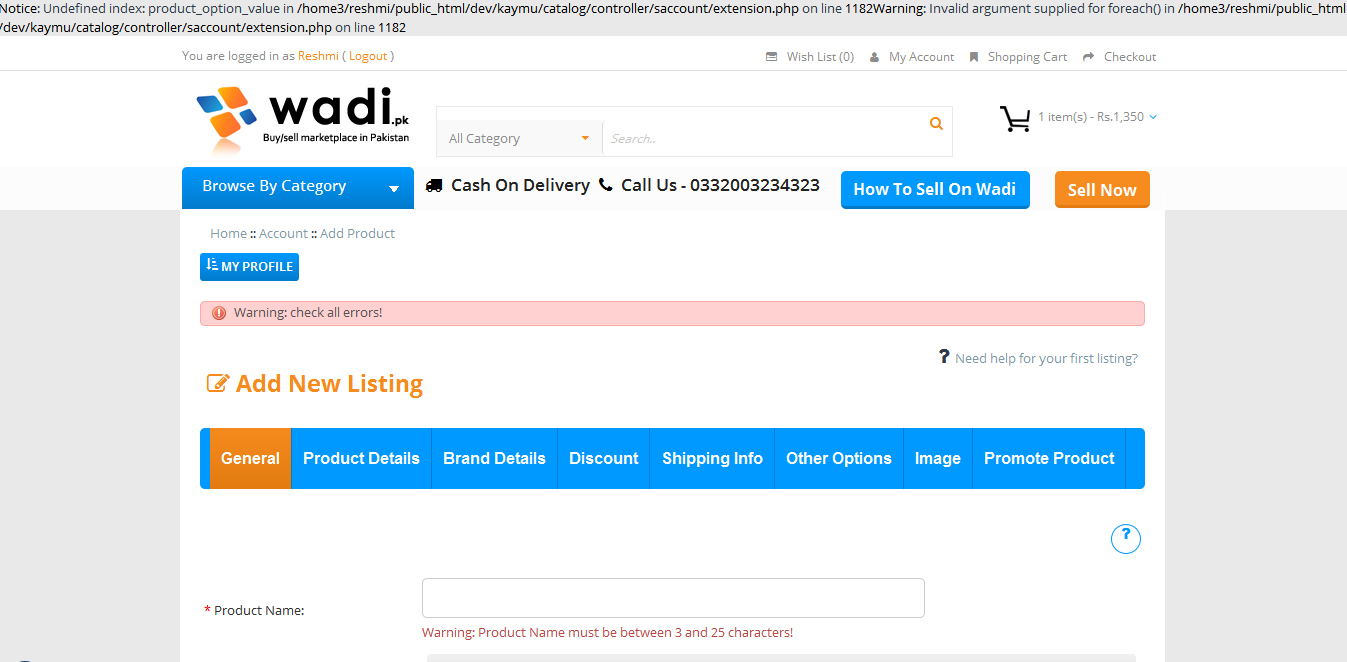 Notice: Undefined index: product_option_value in /home3/reshmi/public_html/dev/kaymu/catalog/controller/saccount/extension.php on line 1182Warning: Invalid argument supplied for foreach() in /home3/reshmi/public_html
/dev/kaymu/catalog/controller/saccount/extension.php on line 1182
You are logged in as Reshmi ( Logout )
Wish List (0) My Account Shopping Cart Checkout
wadi.pk
Buy/sell marketplace in Pakistan
All Category Search..
1 item(s) - Rs.1,350
Browse By Category Cash On Delivery Call Us - 0332003234323 How To Sell On Wadi Sell Now
Home :: Account :: Add Product
MY PROFILE
Warning: check all errors!
? Need help for your first listing?
Add New Listing
General Product Details Brand Details Discount Shipping Info Other Options Image Promote Product
?
* Product Name:
Warning: Product Name must be between 3 and 25 characters!